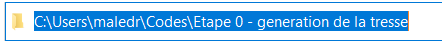 C:\Users\maledr\Codes\Etape 0 - generation de la tresse